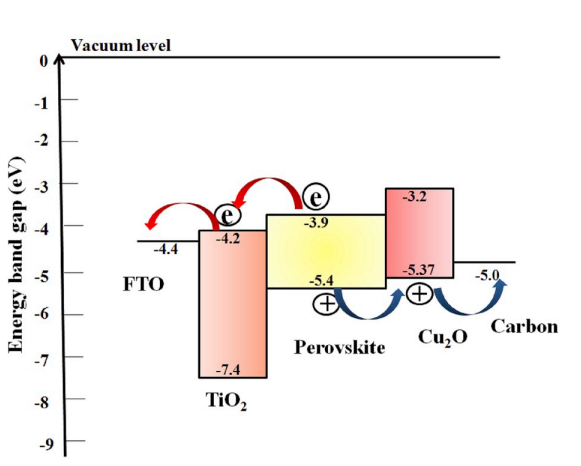 Vacuum level
Energy band gap (eV)
0
-1
-2
-3
-4
-5
-6
-7
-8
-9
e
e
-3.2
-3.9
-4.2
-4.4
-5.37
-5.0
-5.4
FTO
+
+
Carbon
Cu₂O
Perovskite
-7.4
TiO₂